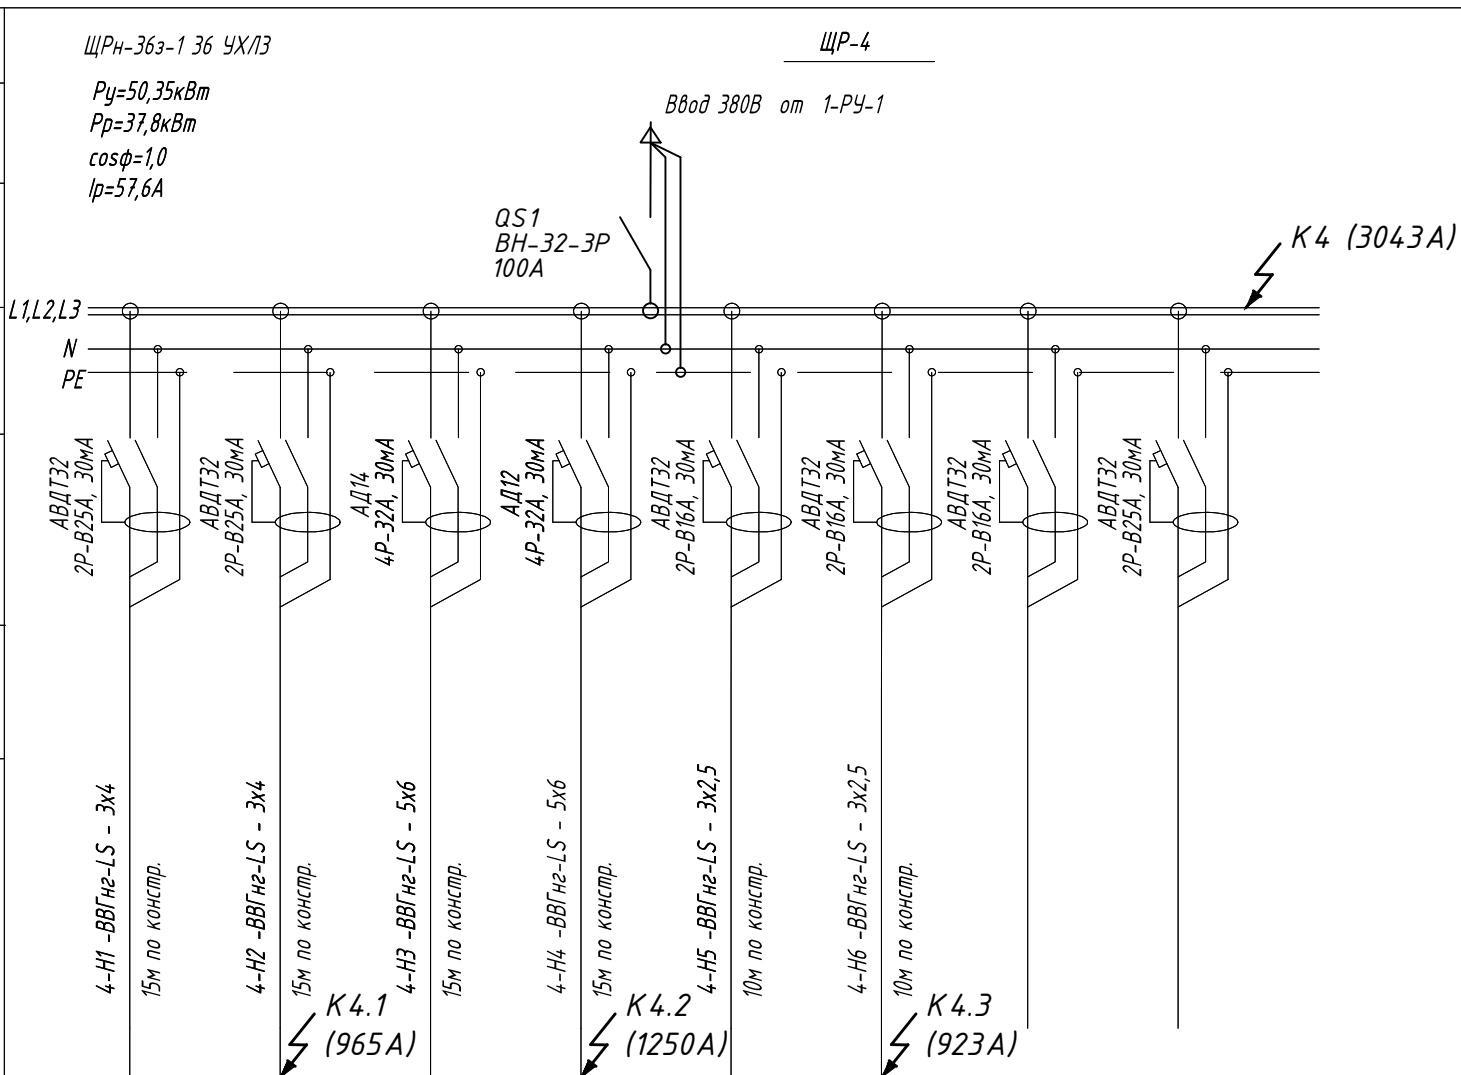 ЩРн-36з-1 36 УХЛ3
ЩР-4
Ру=50,35кВт
Рр=37,8кВт
cosφ=1,0
Iр=57,6А
Ввод 380В от 1-РУ-1
QS1
ВН-32-3Р
100А
К4 (3043А)
L1,L2,L3
N
PE
АВДТ32
2Р-В25А, 30мА
АВДТ32
2Р-В25А, 30мА
АД14
4Р-32А, 30мА
АД12
4Р-32А, 30мА
АВДТ32
2Р-В16А, 30мА
АВДТ32
2Р-В16А, 30мА
АВДТ32
2Р-В16А, 30мА
АВДТ32
2Р-В25А, 30мА
4-Н1 -ВВГнг-LS - 3х4
15м по констр.
4-Н2 -ВВГнг-LS - 3х4
15м по констр.
4-Н3 -ВВГнг-LS - 5х6
15м по констр.
4-Н4 -ВВГнг-LS - 5х6
15м по констр.
4-Н5 -ВВГнг-LS - 3х2,5
10м по констр.
4-Н6 -ВВГнг-LS - 3х2,5
10м по констр.
К4.1
(965А)
К4.2
(1250А)
К4.3
(923А)